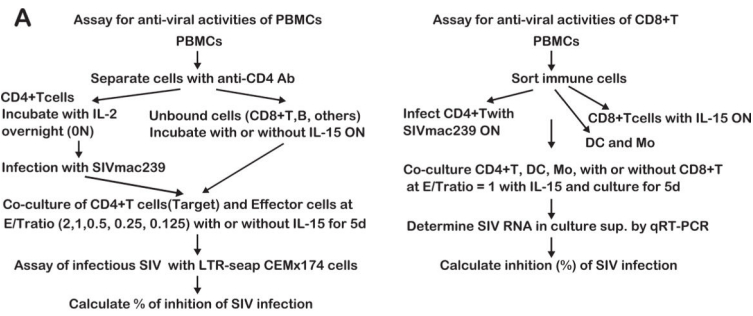 A
Assay for anti-viral activities of PBMCs
PBMCs
Separate cells with anti-CD4 Ab
CD4+Tcells
Incubate with IL-2
overnight (0N)
Unbound cells (CD8+T,B, others)
Incubate with or without IL-15 ON
Infection with SIVmac239
Co-culture of CD4+T cells(Target) and Effector cells at
E/Tratio (2,1,0.5, 0.25, 0.125) with or without IL-15 for 5d
Assay of infectious SIV with LTR-seap CEMx174 cells
Calculate % of inhition of SIV infection
Assay for anti-viral activities of CD8+T
PBMCs
Sort immune cells
Infect CD4+Twith
SIVmac239 ON
CD8+Tcells with IL-15 ON
DC and Mo
Co-culture CD4+T, DC, Mo, with or without CD8+T
at E/Tratio = 1 with IL-15 and culture for 5d
Determine SIV RNA in culture sup. by qRT-PCR
Calculate inhition (%) of SIV infection